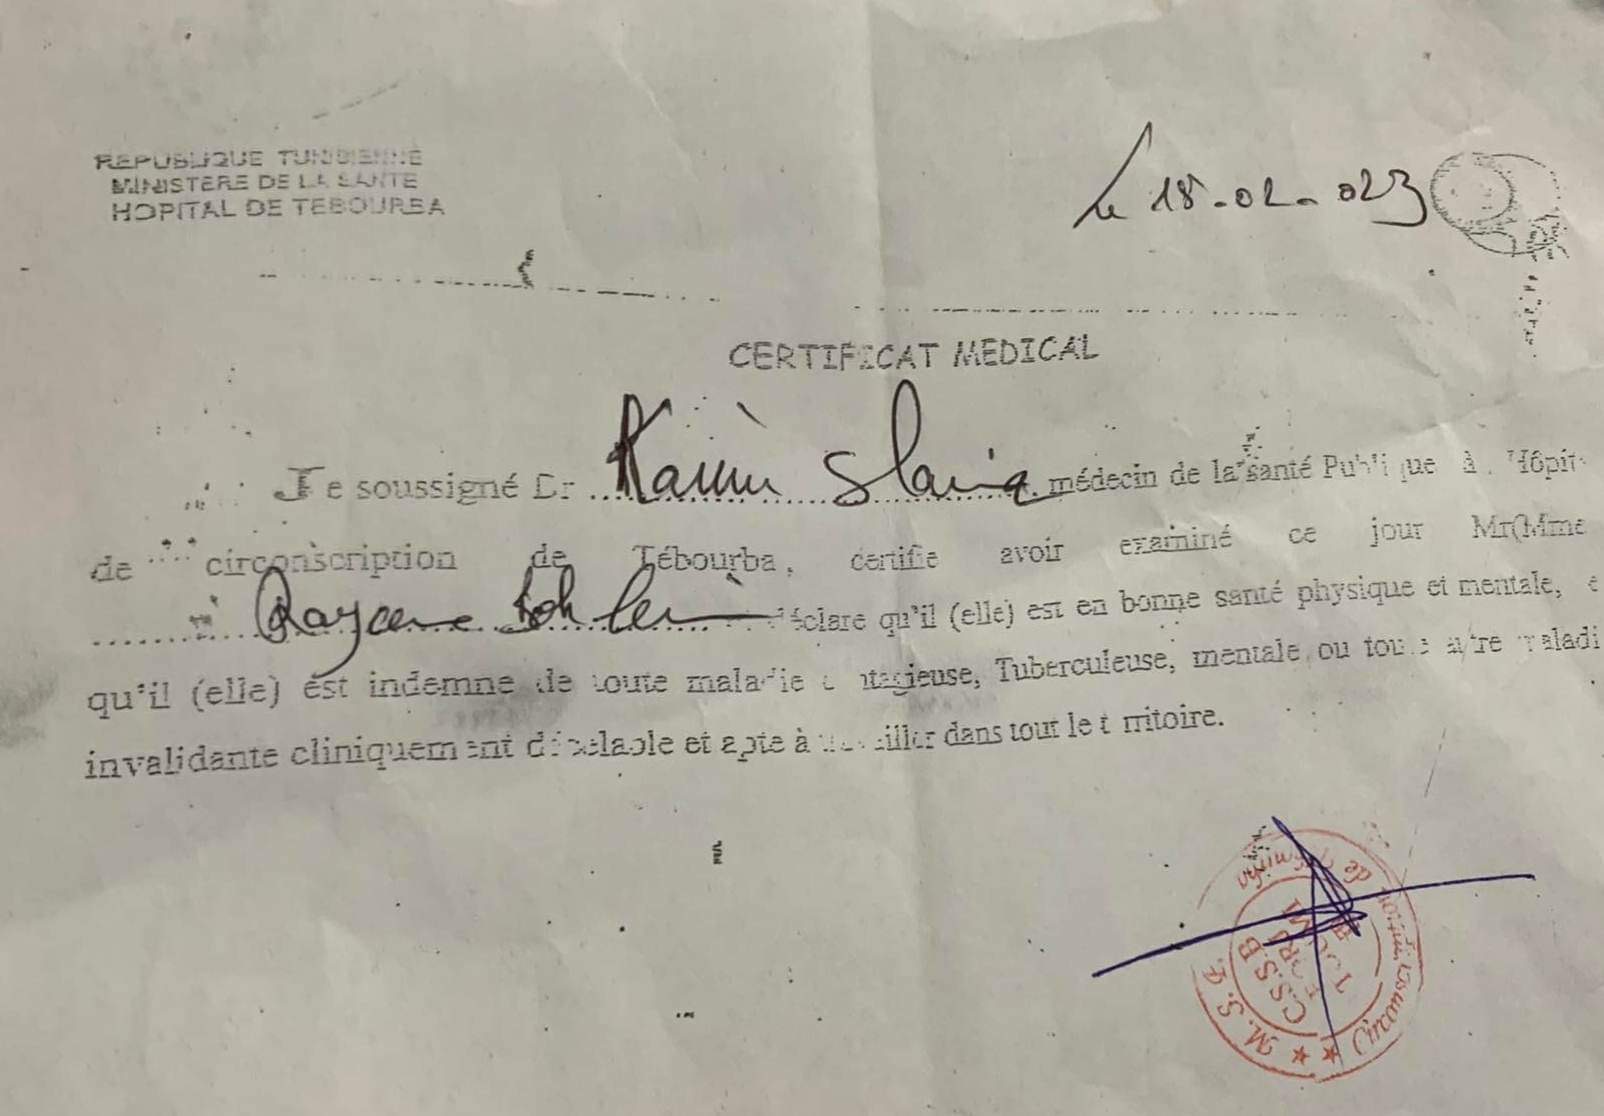 REPUBLIQUE TUNISIENNE
MINISTERE DE LA SANTE
HOPITAL DE TEBOURBA
le 18-02-023
CERTIFICAT MEDICAL
Je soussigné Dr Karim médecin de la santé Publique à
de circonscription de Tébourba, certifie avoir examiné ce jour Mr(Mme
déclare qu'il (elle) est en bonne santé physique et mentale, e
qu'il (elle) est indemne de toute maladie contagieuse, Tuberculeuse, mentale ou toute autre maladi
invalidante cliniquement décelable et apte à travailler dans tout le territoire.
M.S.P. Circonscription de
C.S.S.B